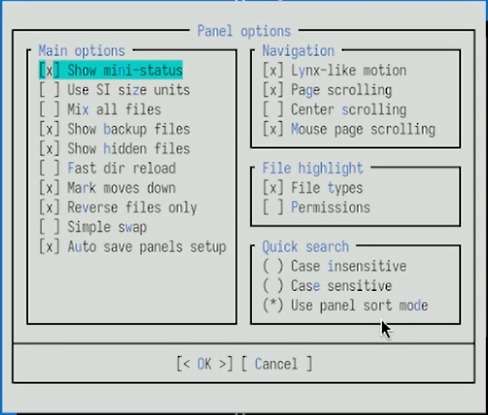 Panel options
Main options
[x] Show mini-status
[ ] Use SI size units
[ ] Mix all files
[x] Show backup files
[x] Show hidden files
[ ] Fast dir reload
[x] Mark moves down
[x] Reverse files only
[ ] Simple swap
[x] Auto save panels setup
Navigation
[x] Lynx-like motion
[x] Page scrolling
[ ] Center scrolling
[x] Mouse page scrolling
File highlight
[x] File types
[ ] Permissions
Quick search
( ) Case insensitive
( ) Case sensitive
(*) Use panel sort mode
[< OK >] [ Cancel ]